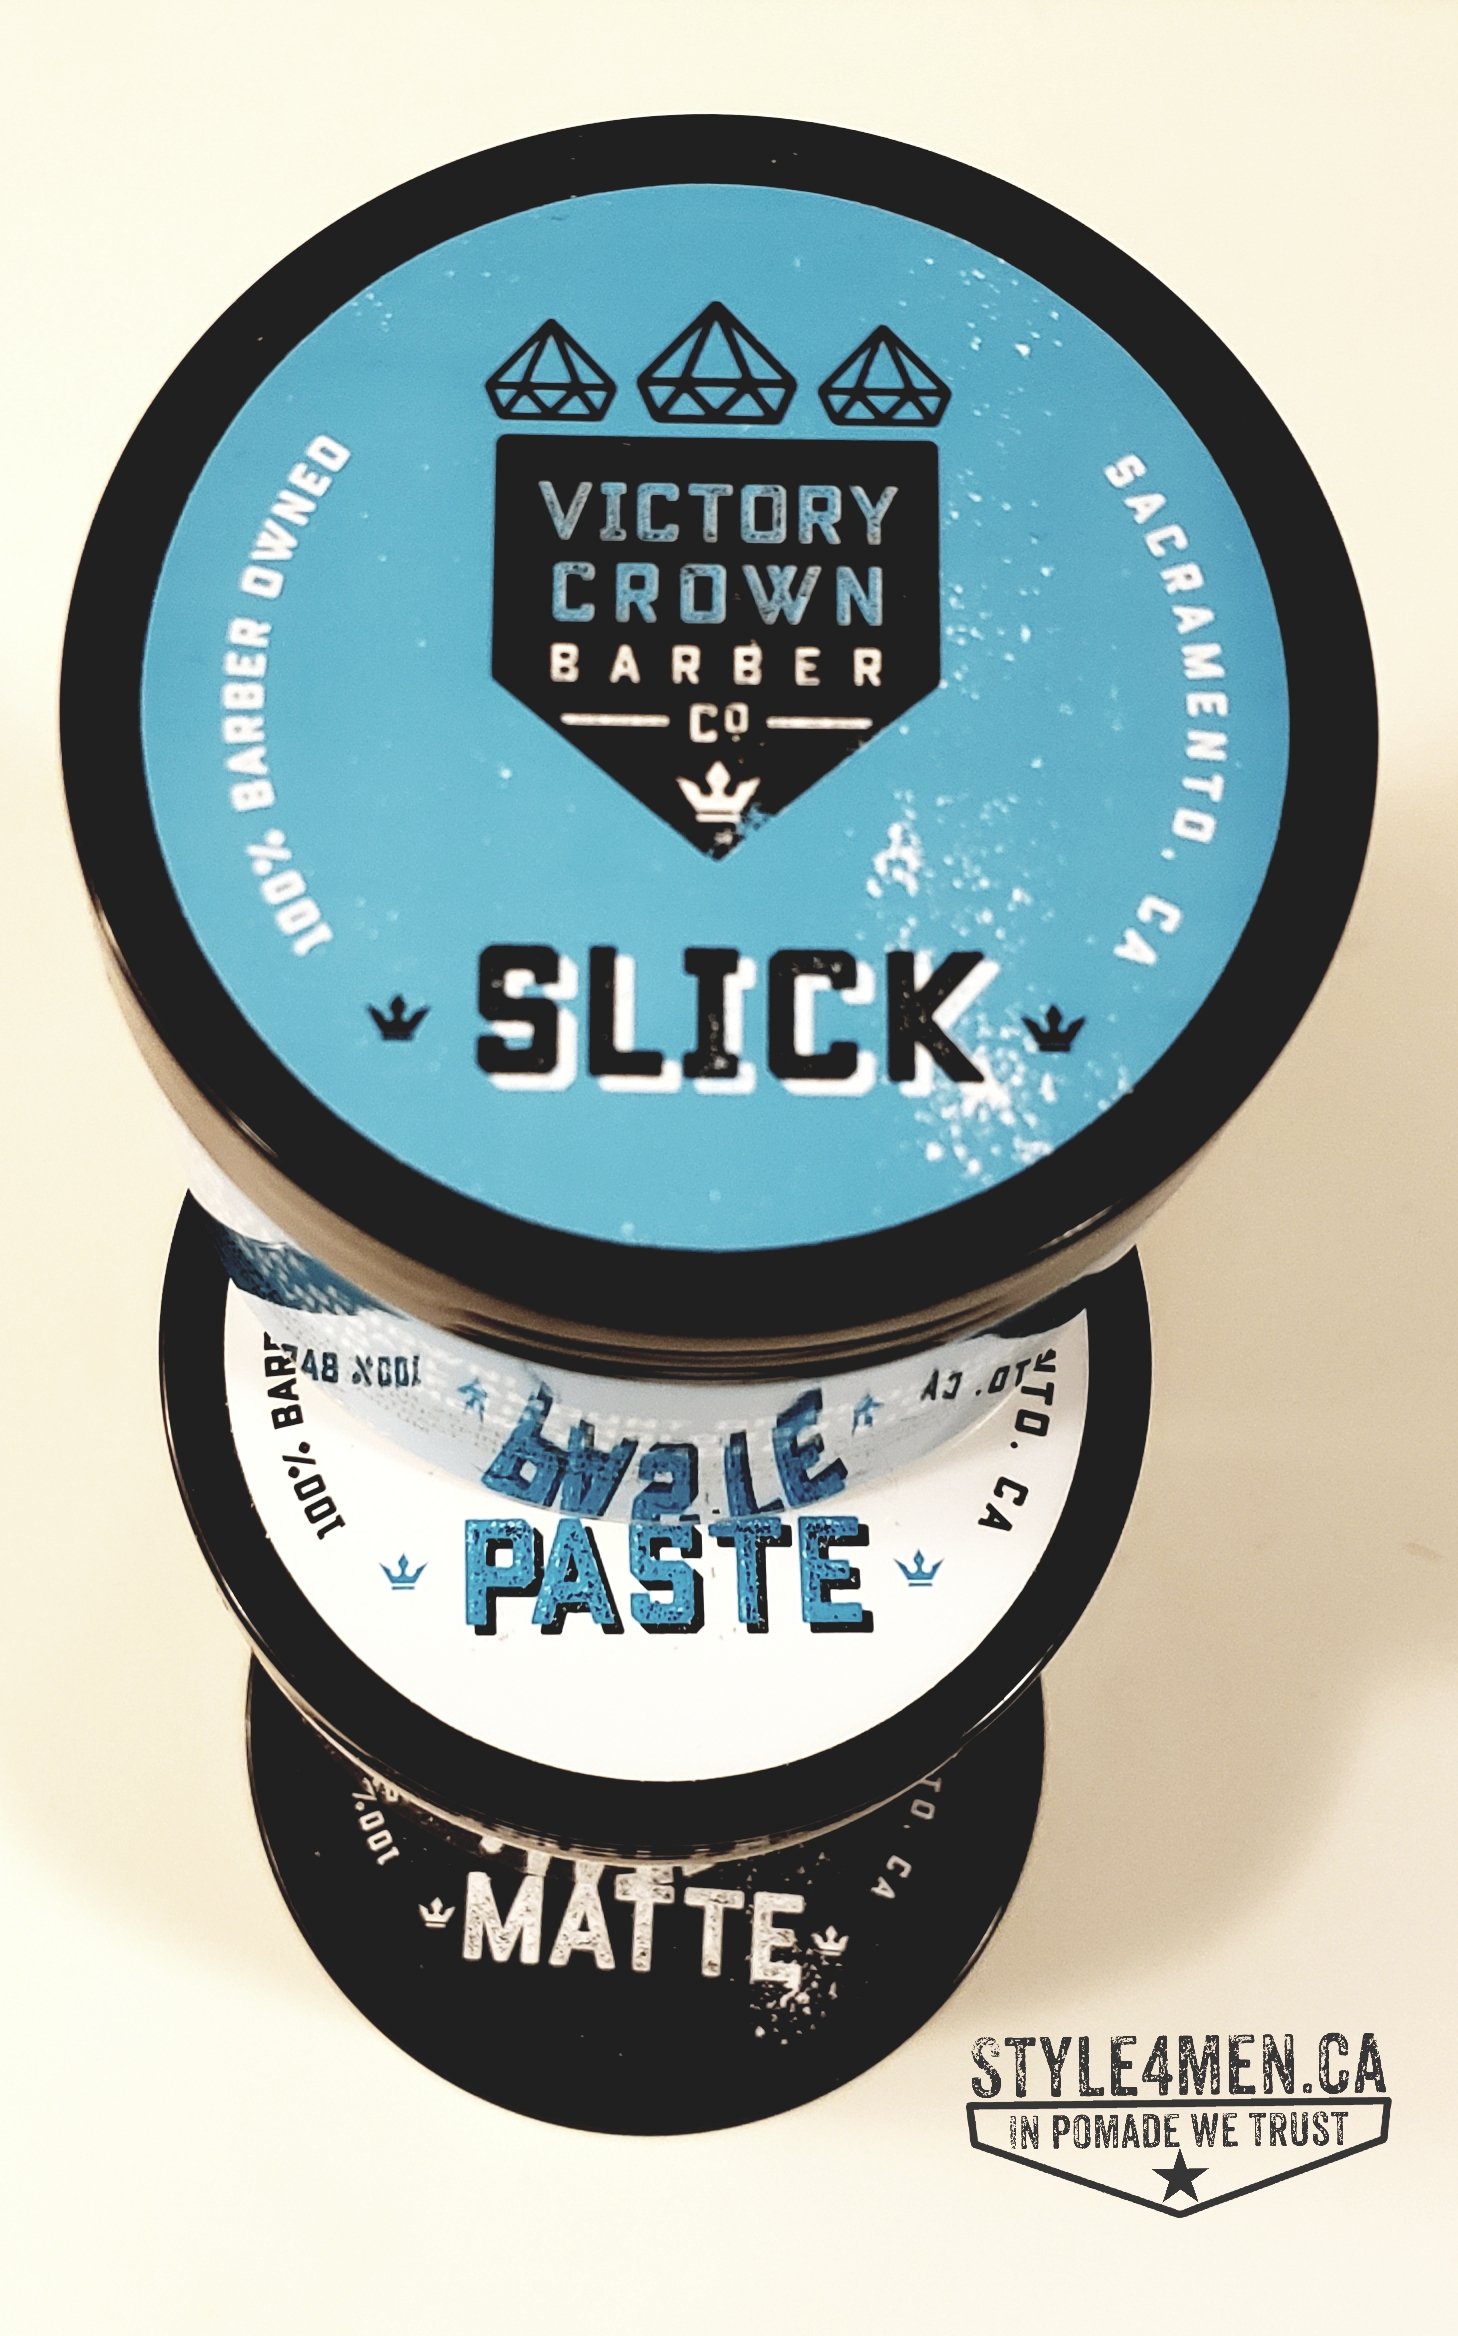 VICTORY
CROWN
BARBER
CO
100% BARBER OWNED
SACRAMENTO, CA
SLICK
100% BAR
NTO, CA
PASTE
100%
TO, CA
MATTE
STYLE4MEN.CA
IN POMADE WE TRUST